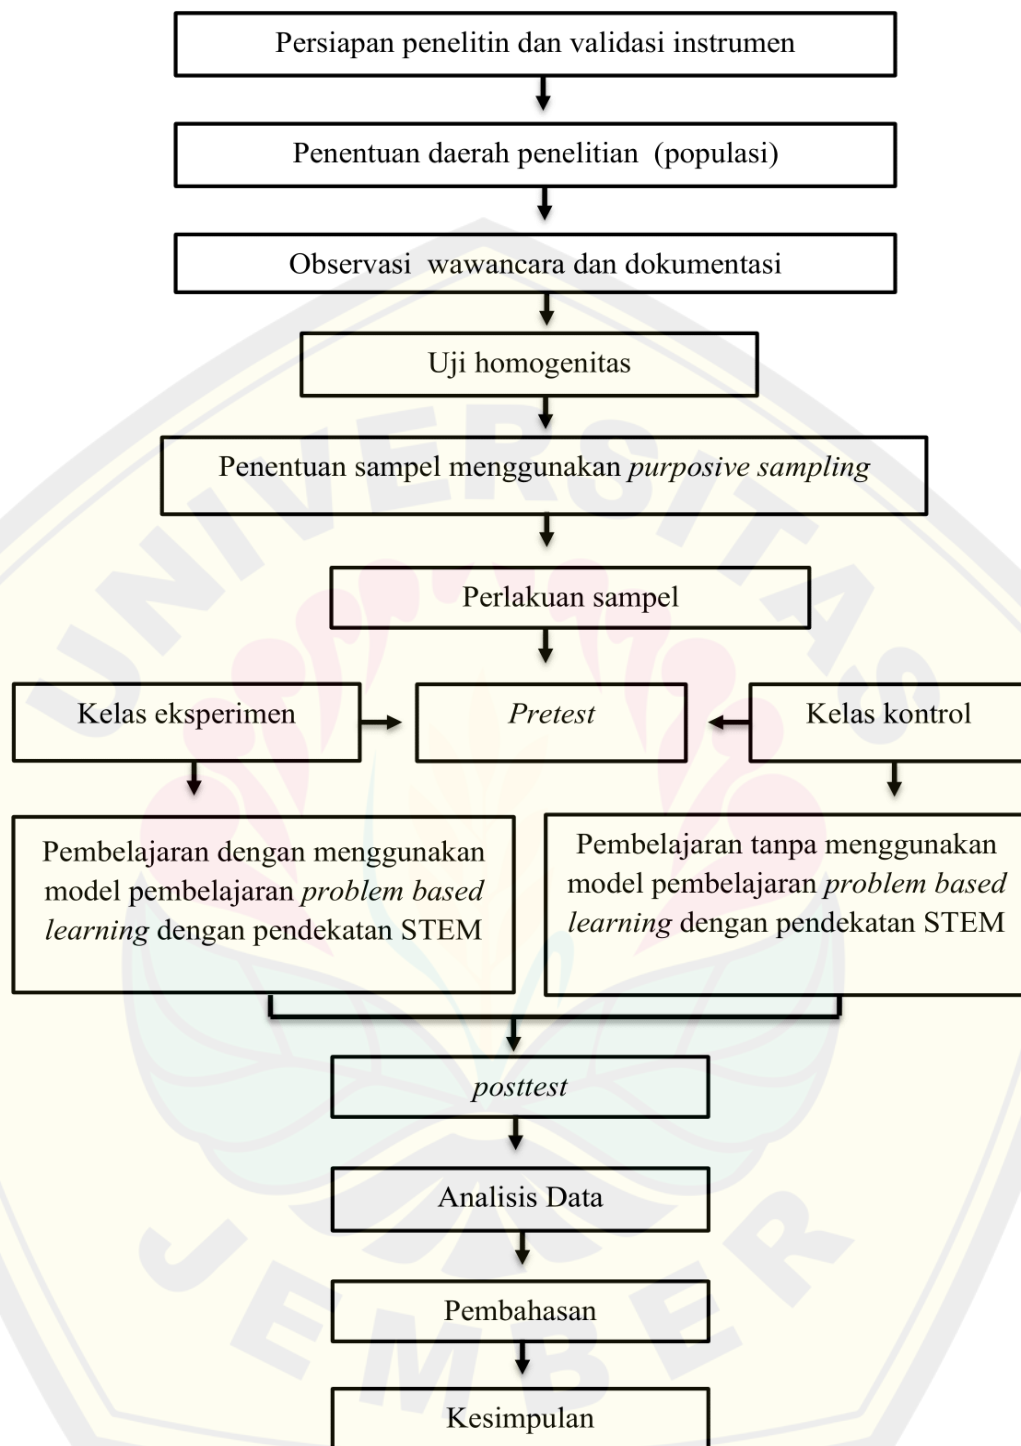 Persiapan penelitin dan validasi instrumen
Penentuan daerah penelitian (populasi)
Observasi wawancara dan dokumentasi
Uji homogenitas
Penentuan sampel menggunakan purposive sampling
Perlakuan sampel
Kelas eksperimen
Pretest
Kelas kontrol
Pembelajaran dengan menggunakan
model pembelajaran problem based
learning dengan pendekatan STEM
Pembelajaran tanpa menggunakan
model pembelajaran problem based
learning dengan pendekatan STEM
posttest
Analisis Data
Pembahasan
Kesimpulan
UNIVERSITAS
JEMBER